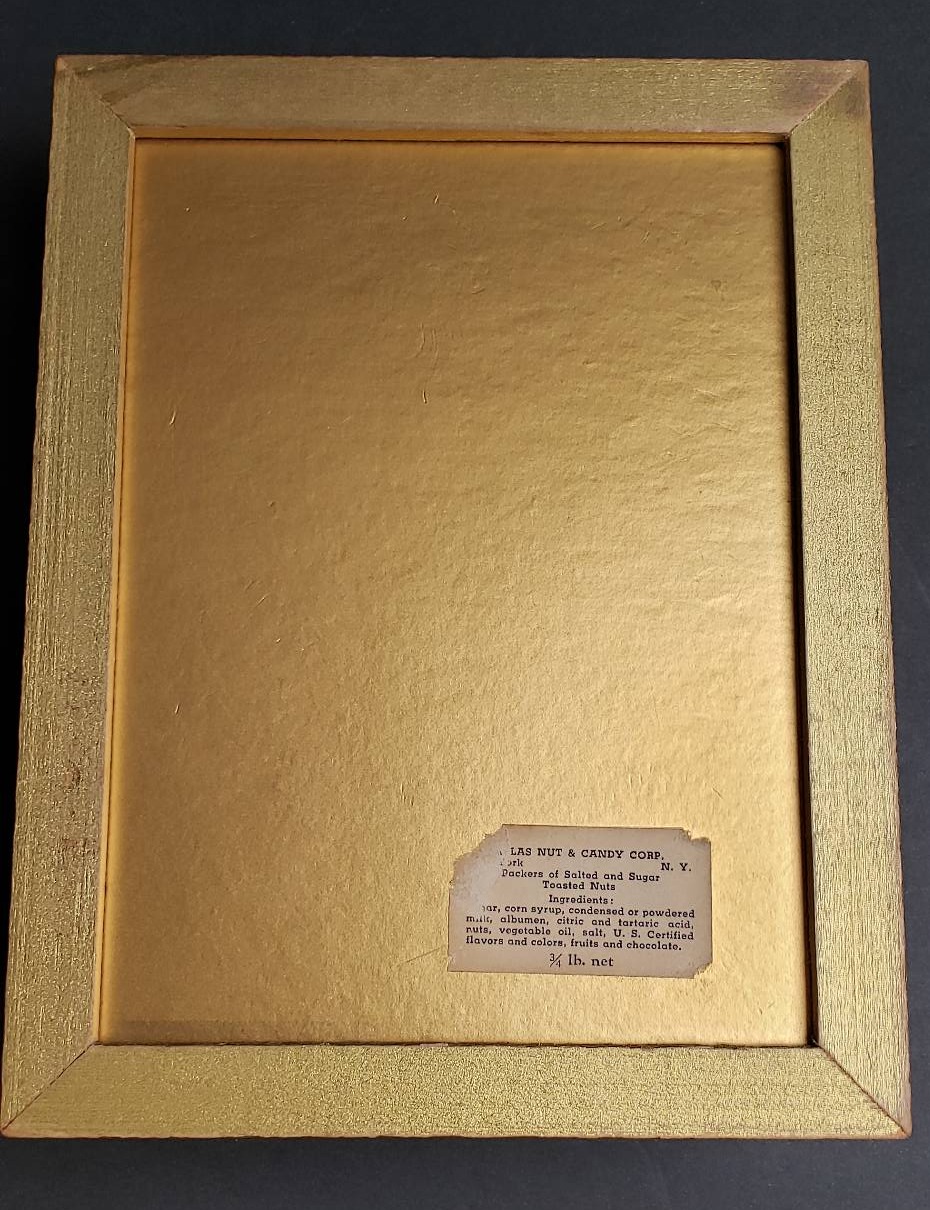 LAS NUT & CANDY CORP.
ork N. Y.
Packers of Salted and Sugar
Toasted Nuts
Ingredients:
ar, corn syrup, condensed or powdered
milk, albumen, citric and tartaric acid,
nuts, vegetable oil, salt, U. S. Certified
flavors and colors, fruits and chocolate.
¾ lb. net